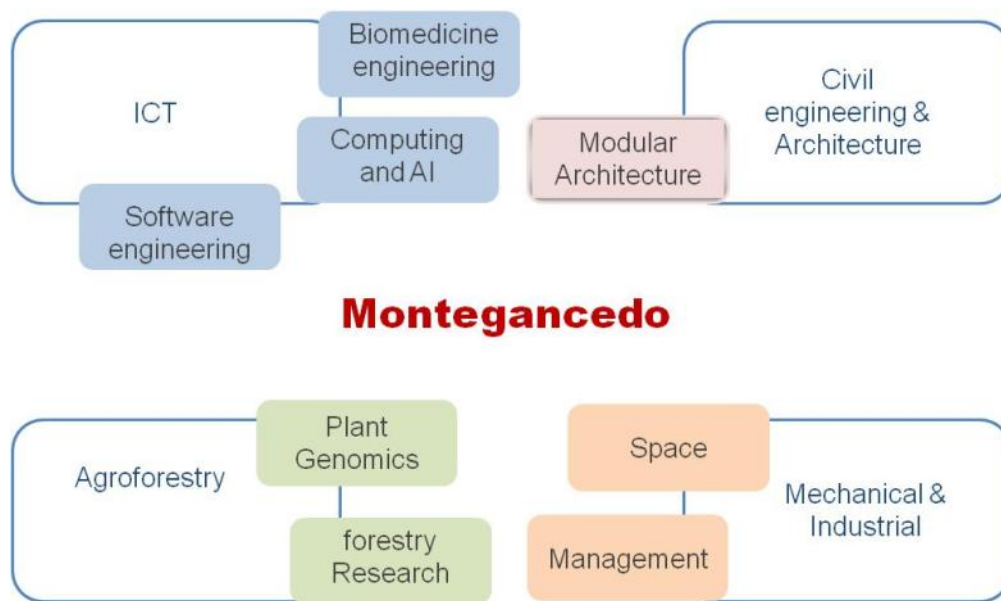 ICT
Biomedicine
engineering
Computing
and AI
Software
engineering
Modular
Architecture
Civil
engineering &
Architecture
Montegancedo
Agroforestry
Plant
Genomics
forestry
Research
Space
Management
Mechanical &
Industrial